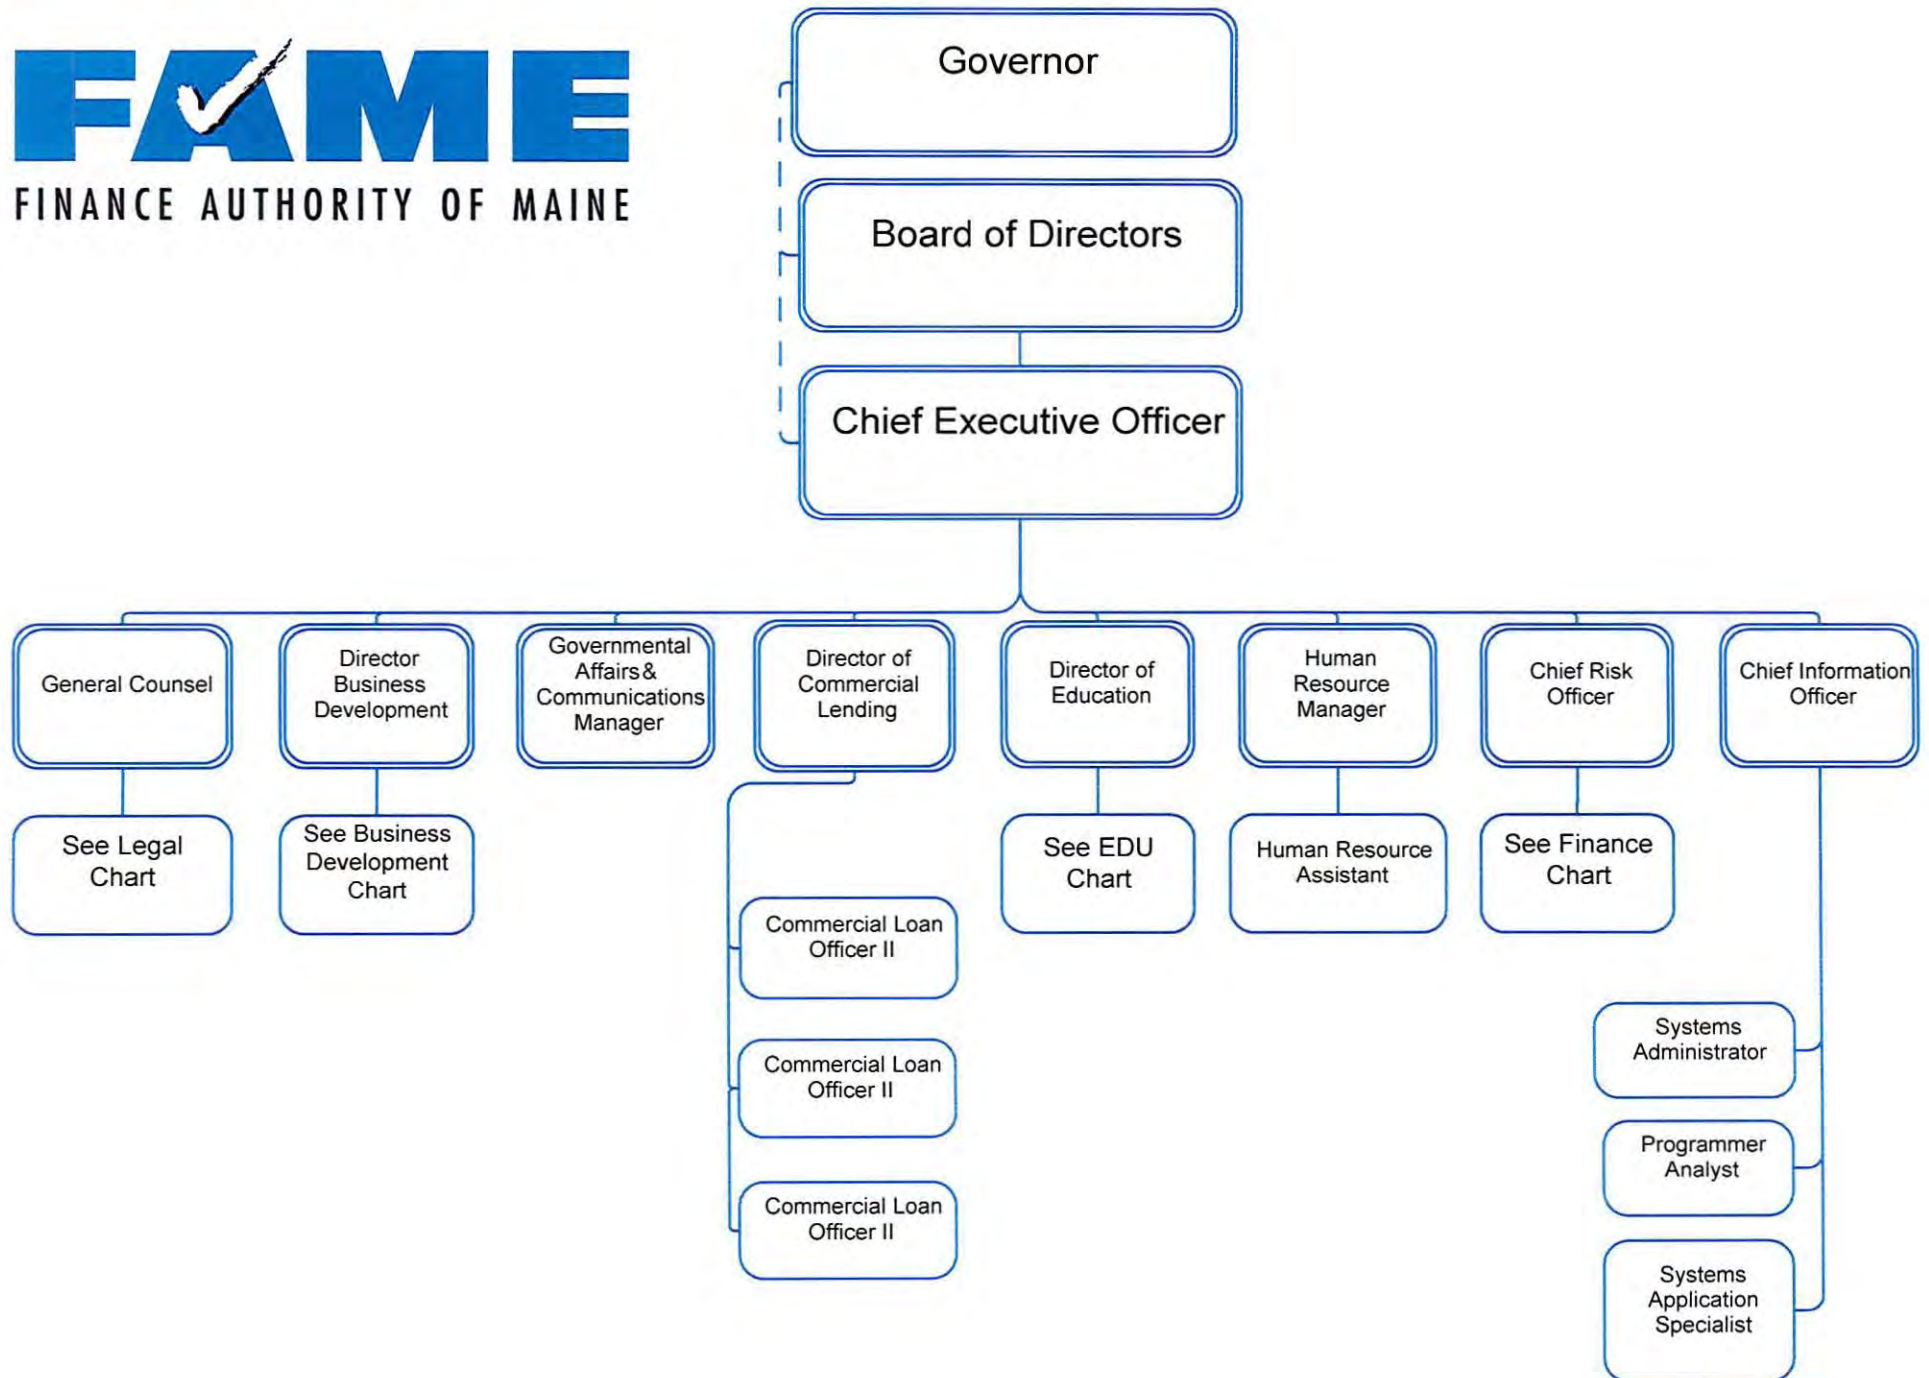 FAME
FINANCE AUTHORITY OF MAINE
Governor
Board of Directors
Chief Executive Officer
General Counsel
Director
Business
Development
Governmental
Affairs &
Communications
Manager
Director of
Commercial
Lending
Director of
Education
Human
Resource
Manager
Chief Risk
Officer
Chief Information
Officer
See Legal
Chart
See Business
Development
Chart
See EDU
Chart
Human Resource
Assistant
See Finance
Chart
Commercial Loan
Officer II
Commercial Loan
Officer II
Commercial Loan
Officer II
Systems
Administrator
Programmer
Analyst
Systems
Application
Specialist